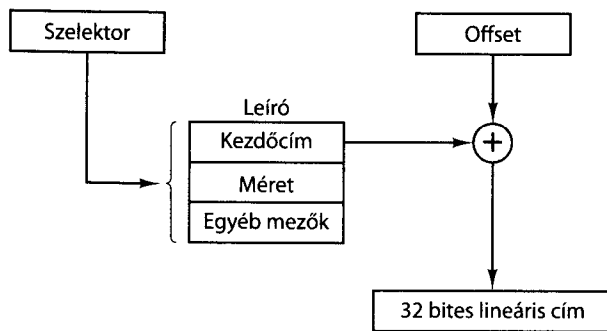 Szelektor
Offset
Leíró
Kezdőcím
+
Méret
Egyéb mezők
32 bites lineáris cím